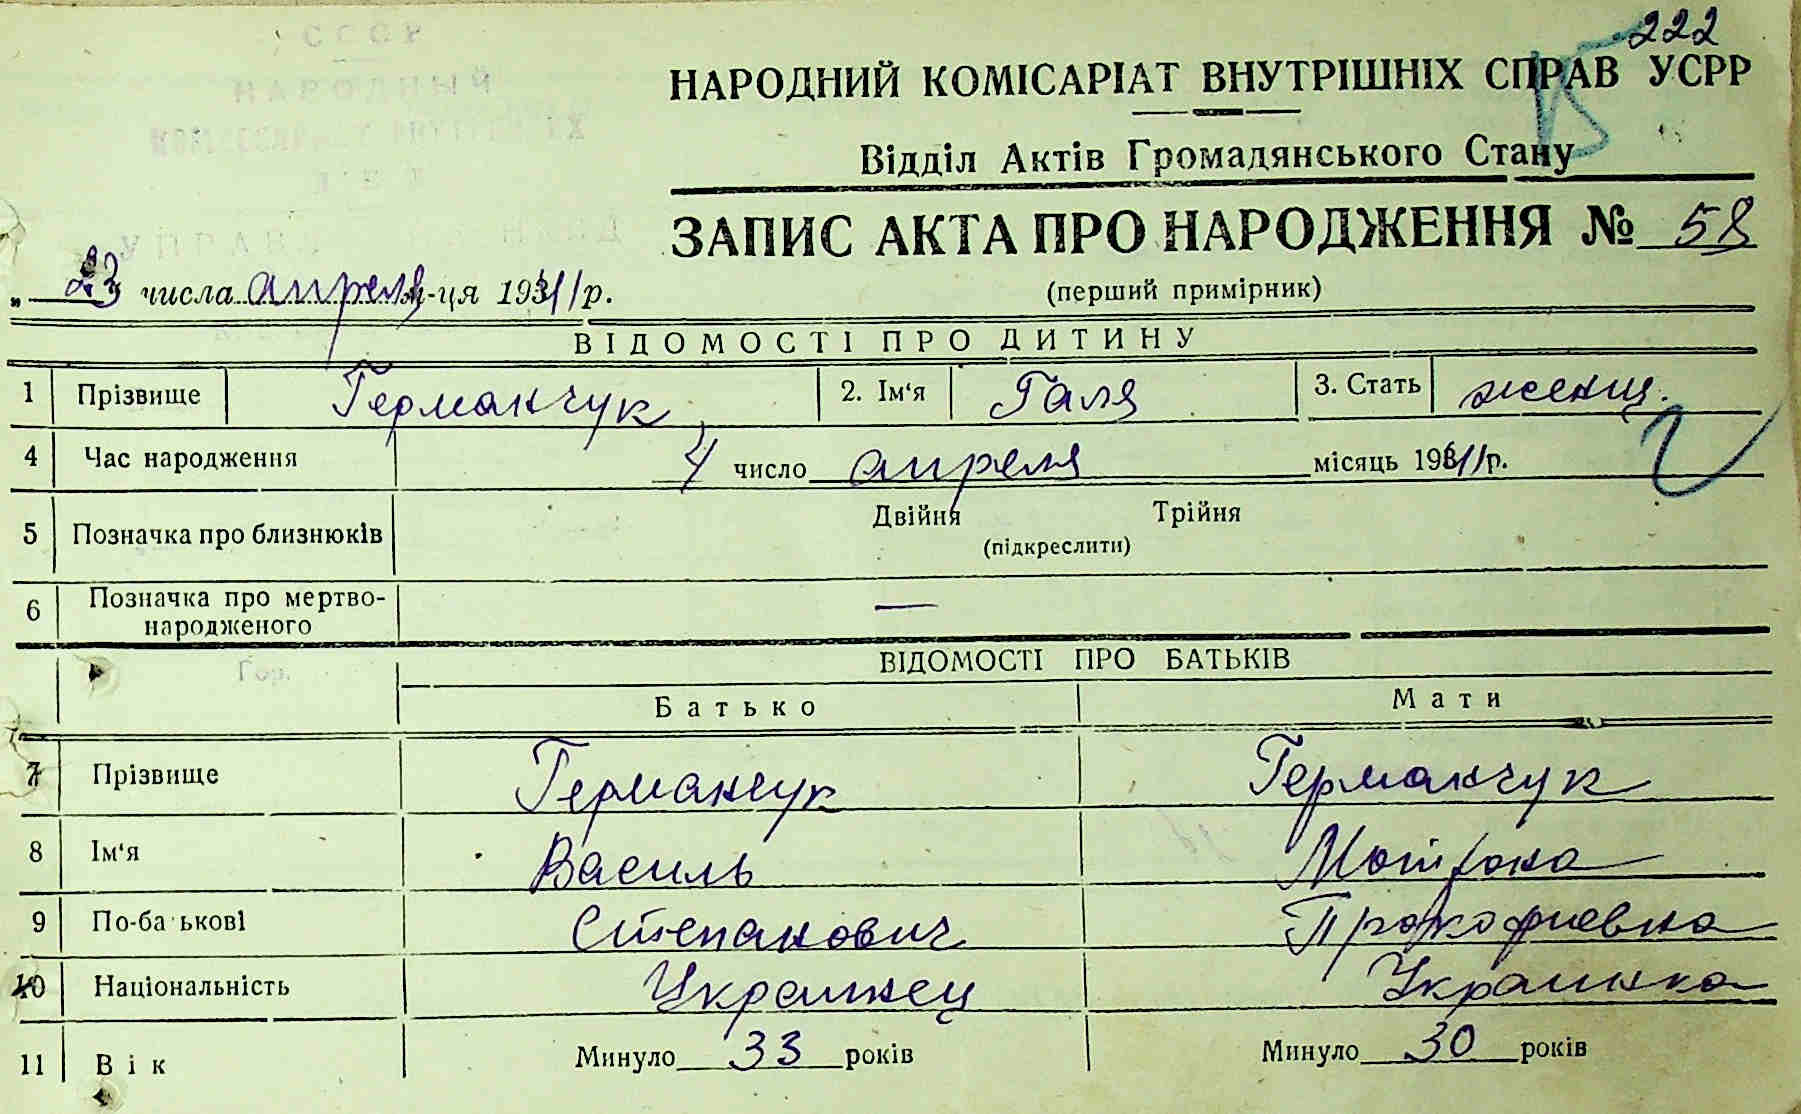 222
НАРОДНИЙ КОМІСАРІАТ ВНУТРІШНІХ СПРАВ УСРР
Відділ Актів Громадянського Стану
ЗАПИС АКТА ПРО НАРОДЖЕННЯ № 58
„ 23 числа апреля м-ця 1941 р.
(перший примірник)
ВІДОМОСТІ ПРО ДИТИНУ
1 Прізвище Германчук 2. Ім'я Галя 3. Стать женщ.
4 Час народження 4 число апреля місяць 1941 р.
5 Позначка про близнюків Двійня Трійня
(підкреслити)
6 Позначка про мертво-
народженого —
Гор.
ВІДОМОСТІ ПРО БАТЬКІВ
Батько Мати
7 Прізвище Германчук Германчук
8 Ім'я Василь Мотрона
9 По-батькові Степанович Прокофиевна
10 Національність Украинец Украинка
11 Вік Минуло 33 років Минуло 30 років